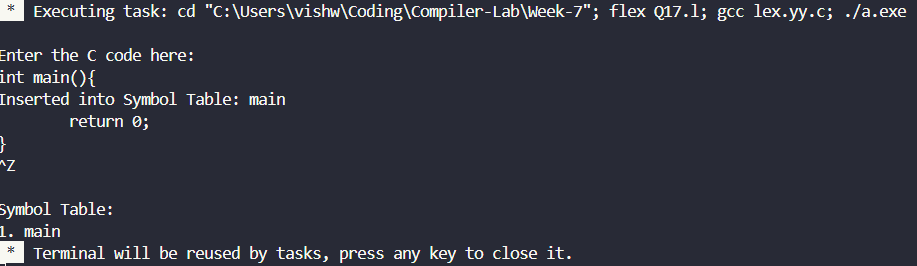 * Executing task: cd "C:\Users\vishw\Coding\Compiler-Lab\Week-7"; flex Q17.l; gcc lex.yy.c; ./a.exe
Enter the C code here:
int main(){
Inserted into Symbol Table: main
return 0;
}
^Z
Symbol Table:
1. main
* Terminal will be reused by tasks, press any key to close it.